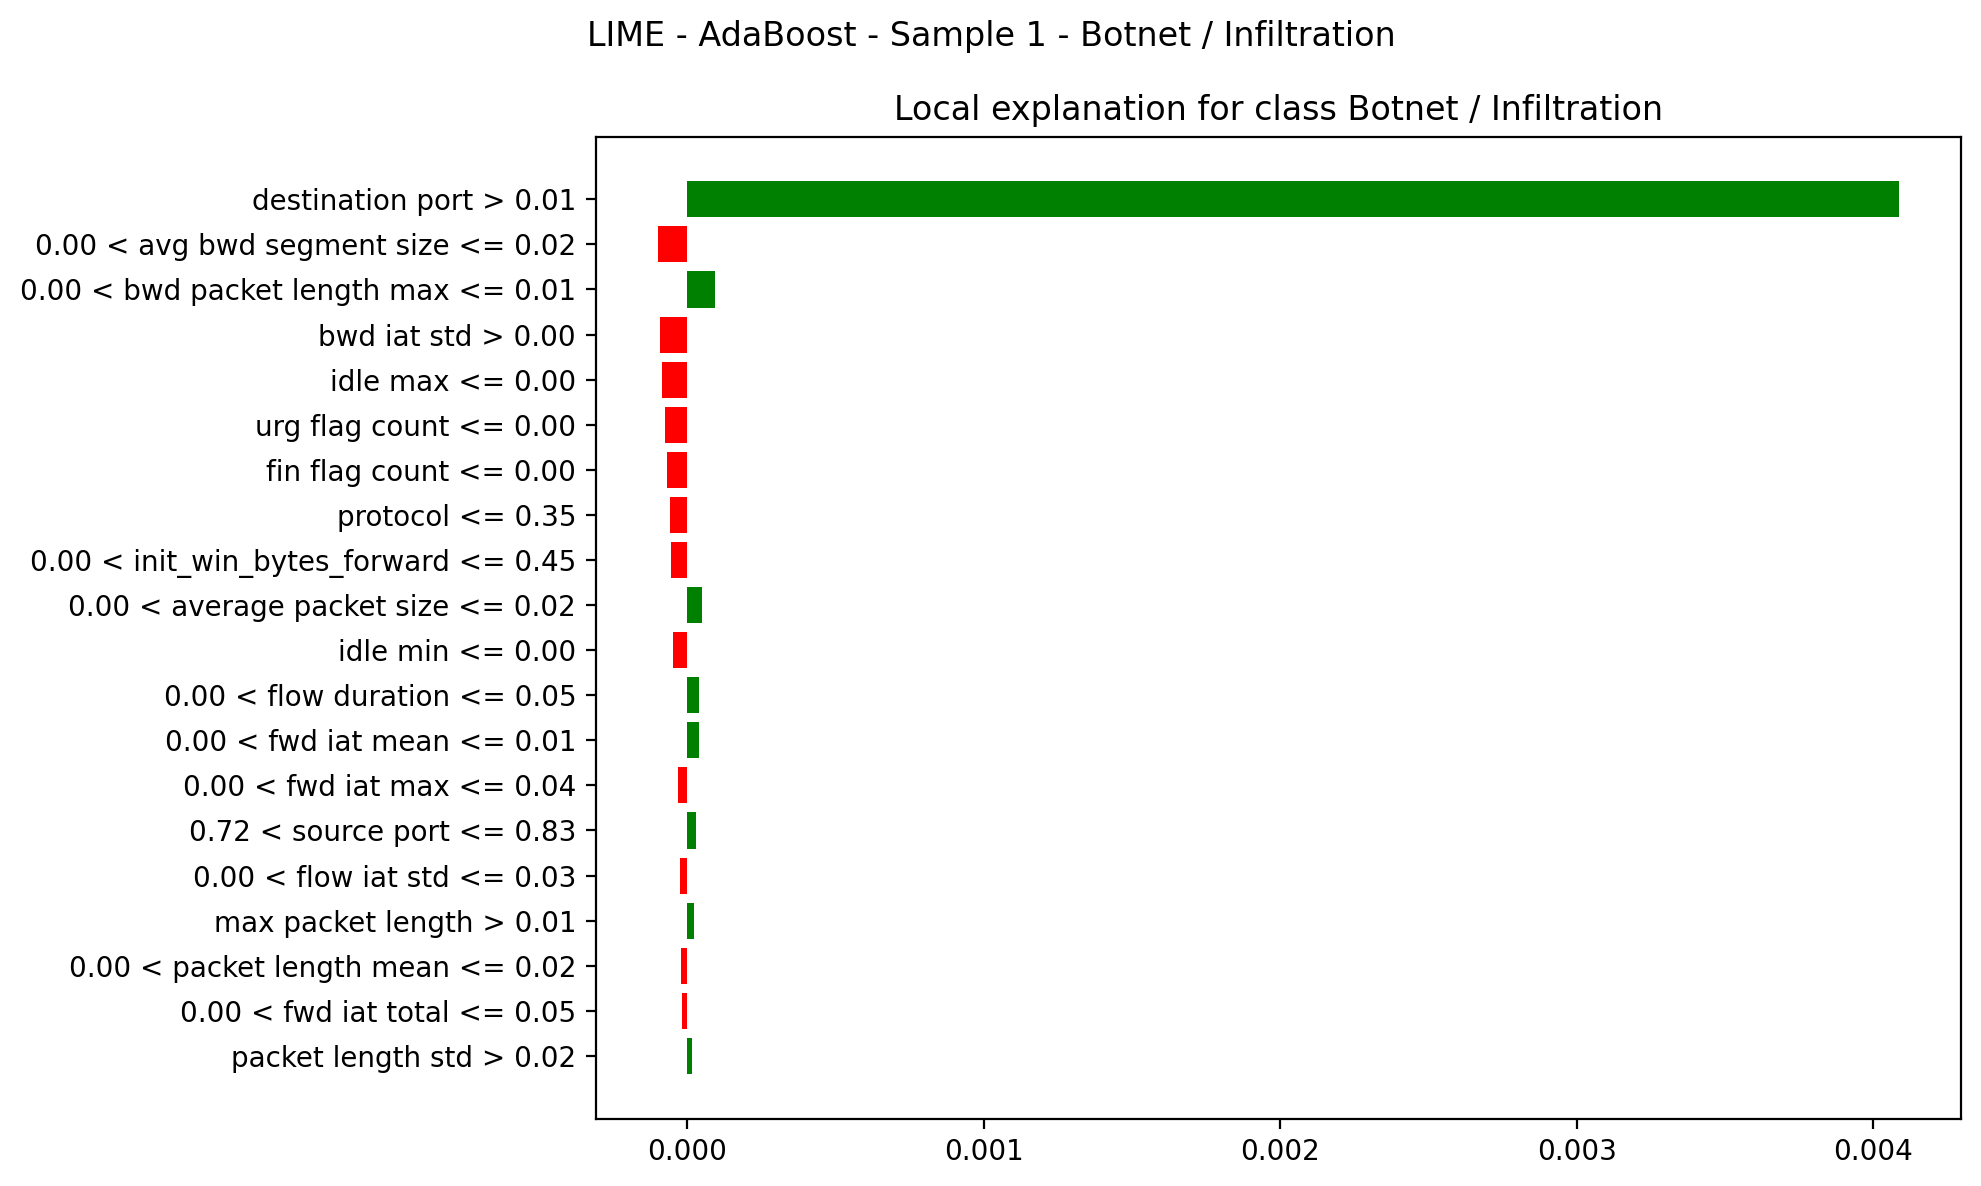 LIME - AdaBoost - Sample 1 - Botnet / Infiltration
Local explanation for class Botnet / Infiltration
destination port > 0.01
0.00 < avg bwd segment size <= 0.02
0.00 < bwd packet length max <= 0.01
bwd iat std > 0.00
idle max <= 0.00
urg flag count <= 0.00
fin flag count <= 0.00
protocol <= 0.35
0.00 < init_win_bytes_forward <= 0.45
0.00 < average packet size <= 0.02
idle min <= 0.00
0.00 < flow duration <= 0.05
0.00 < fwd iat mean <= 0.01
0.00 < fwd iat max <= 0.04
0.72 < source port <= 0.83
0.00 < flow iat std <= 0.03
max packet length > 0.01
0.00 < packet length mean <= 0.02
0.00 < fwd iat total <= 0.05
packet length std > 0.02
0.000 0.001 0.002 0.003 0.004